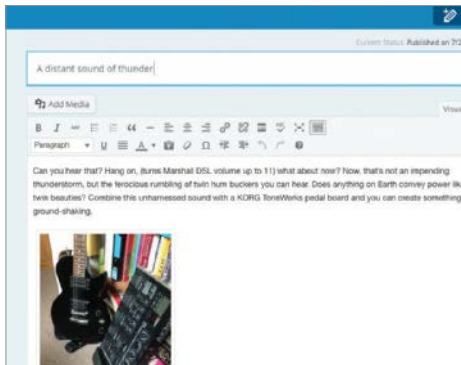 Current Status: Published on 7/2
A distant sound of thunder
Add Media
Visua
B I
Paragraph U A Ω
Can you hear that? Hang on, (turns Marshall DSL volume up to 11) what about now? Now, that's not an impending
thunderstorm, but the ferocious rumbling of twin hum buckers you can hear. Does anything on Earth convey power lik
twin beauties? Combine this unharnessed sound with a KORG ToneWorks pedal board and you can create something
ground-shaking.